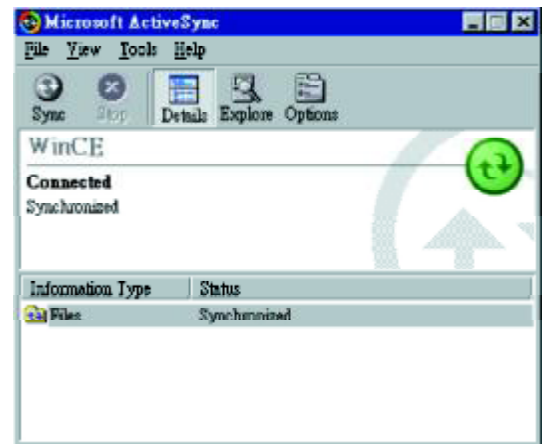 Microsoft ActiveSync
File View Tools Help
Sync Stop Details Explore Options
WinCE
Connected
Synchronized
Information Type Status
Files Synchronized